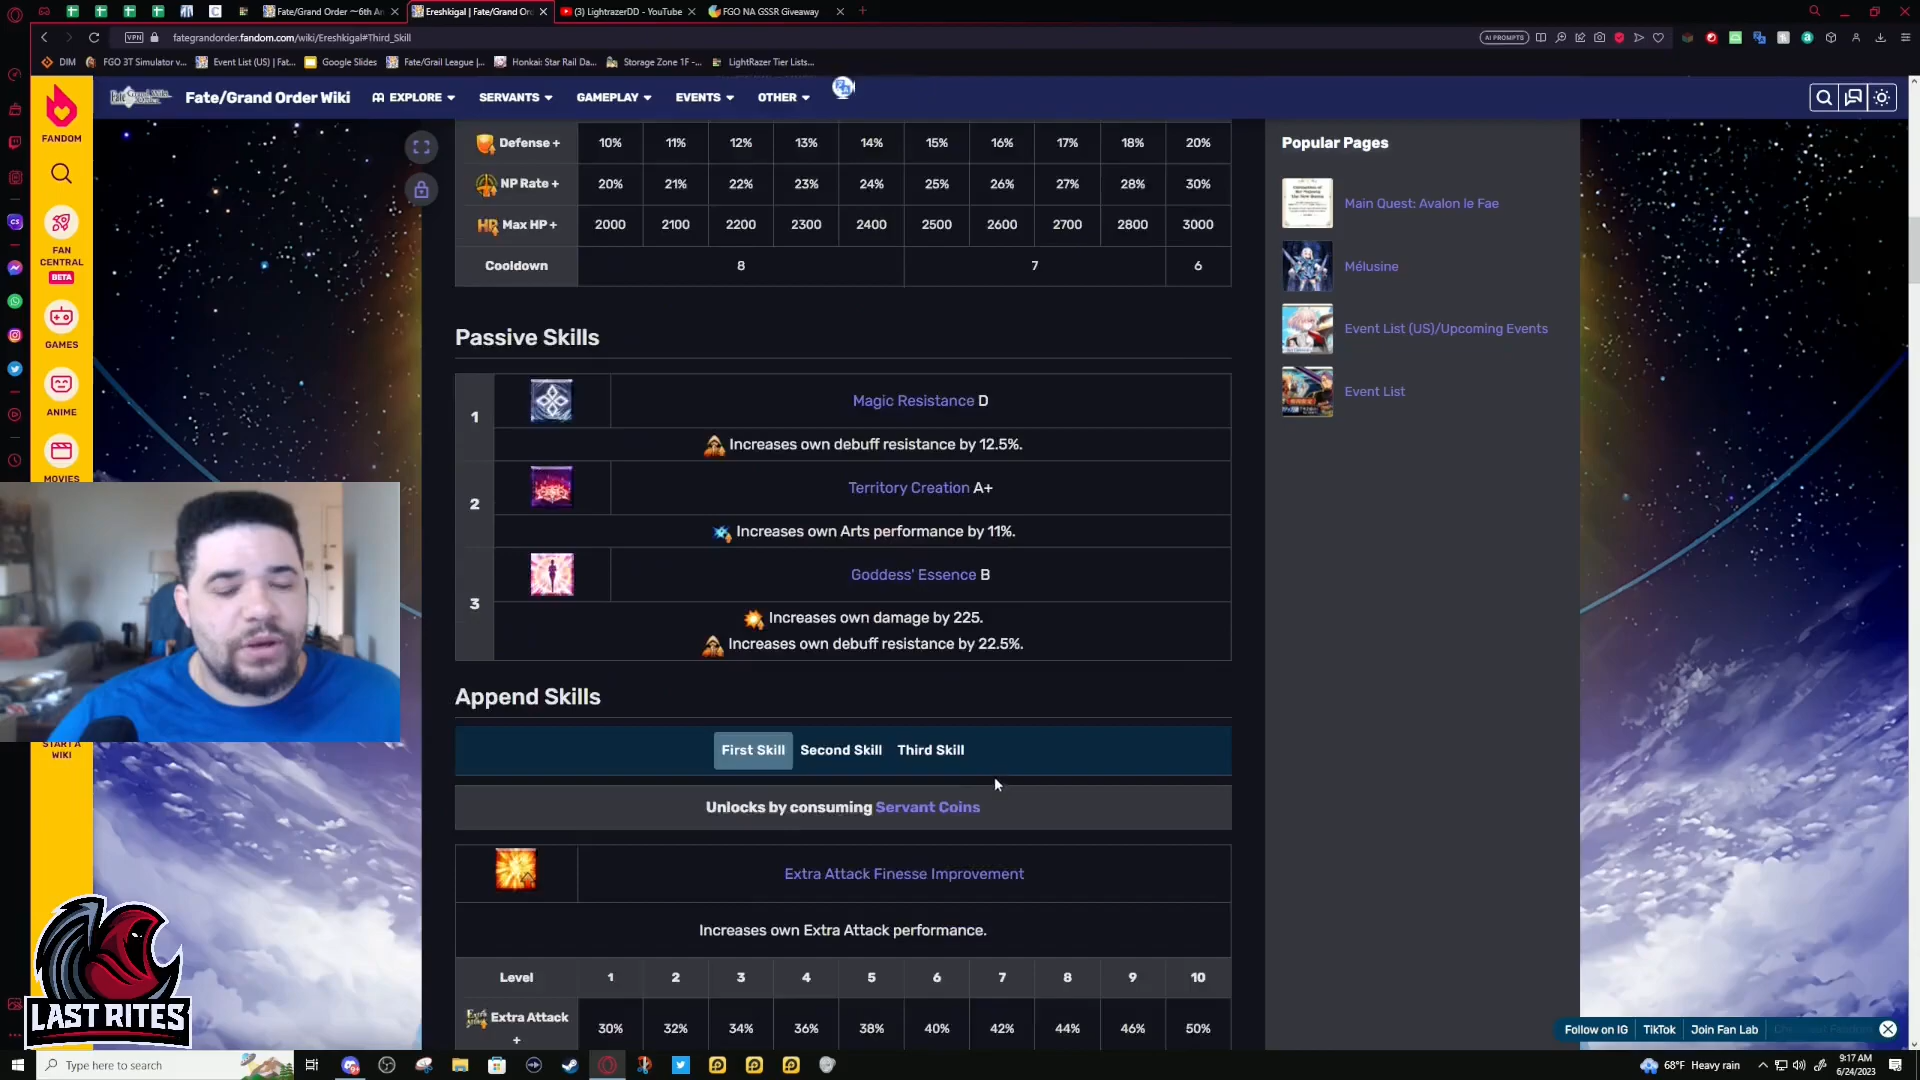 Fate/Grand Order 〜6th An
Ereshkigal | Fate/Grand Or
(3) LightrazerDD - YouTube
FGO NA GSSR Giveaway
VPN
fategrandorder.fandom.com/wiki/Ereshkigal#Third_Skill
AI PROMPTS
DIM
FGO 3T Simulator v...
Event List (US) | Fat...
Google Slides
Fate/Grail League |...
Honkai: Star Rail Da...
Storage Zone 1F -...
LightRazer Tier Lists...
Fate/Grand Order Wiki
EXPLORE
SERVANTS
GAMEPLAY
EVENTS
OTHER
FANDOM
FAN CENTRAL
BETA
GAMES
ANIME
MOVIES
START A
WIKI
Defense + 10% 11% 12% 13% 14% 15% 16% 17% 18% 20%
NP Rate + 20% 21% 22% 23% 24% 25% 26% 27% 28% 30%
Max HP + 2000 2100 2200 2300 2400 2500 2600 2700 2800 3000
Cooldown 8 7 6
Passive Skills
1 Magic Resistance D
Increases own debuff resistance by 12.5%.
2 Territory Creation A+
Increases own Arts performance by 11%.
3 Goddess' Essence B
Increases own damage by 225.
Increases own debuff resistance by 22.5%.
Append Skills
First Skill Second Skill Third Skill
Unlocks by consuming Servant Coins
Extra Attack Finesse Improvement
Increases own Extra Attack performance.
Level 1 2 3 4 5 6 7 8 9 10
Extra Attack + 30% 32% 34% 36% 38% 40% 42% 44% 46% 50%
Popular Pages
Main Quest: Avalon le Fae
Mélusine
Event List (US)/Upcoming Events
Event List
LAST RITES
Follow on IG
TikTok
Join Fan Lab
Type here to search
68°F Heavy rain
9:17 AM
6/24/2023